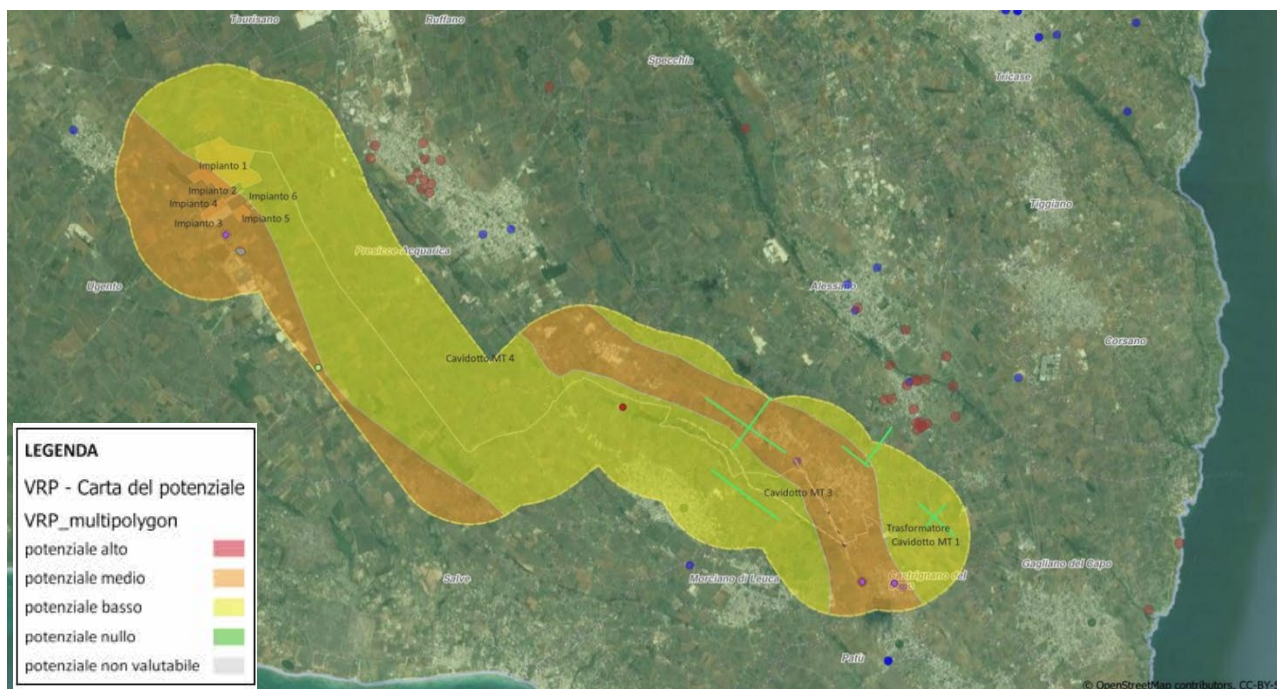 Taurisano
Ruffano
Specchia
Tricase
Impianto 1
Impianto 2
Impianto 6
Impianto 4
Impianto 5
Impianto 3
Tiggiano
Presicce-Acquarica
Ugento
Alessano
Corsano
Cavidotto MT 4
Cavidotto MT 3
Trasformatore
Cavidotto MT 1
Gagliano del Capo
Castrignano del
Morciano di Leuca
Salve
Patù
LEGENDA
VRP - Carta del potenziale
VRP_multipolygon
potenziale alto
potenziale medio
potenziale basso
potenziale nullo
potenziale non valutabile
© OpenStreetMap contributors, CC-BY-S